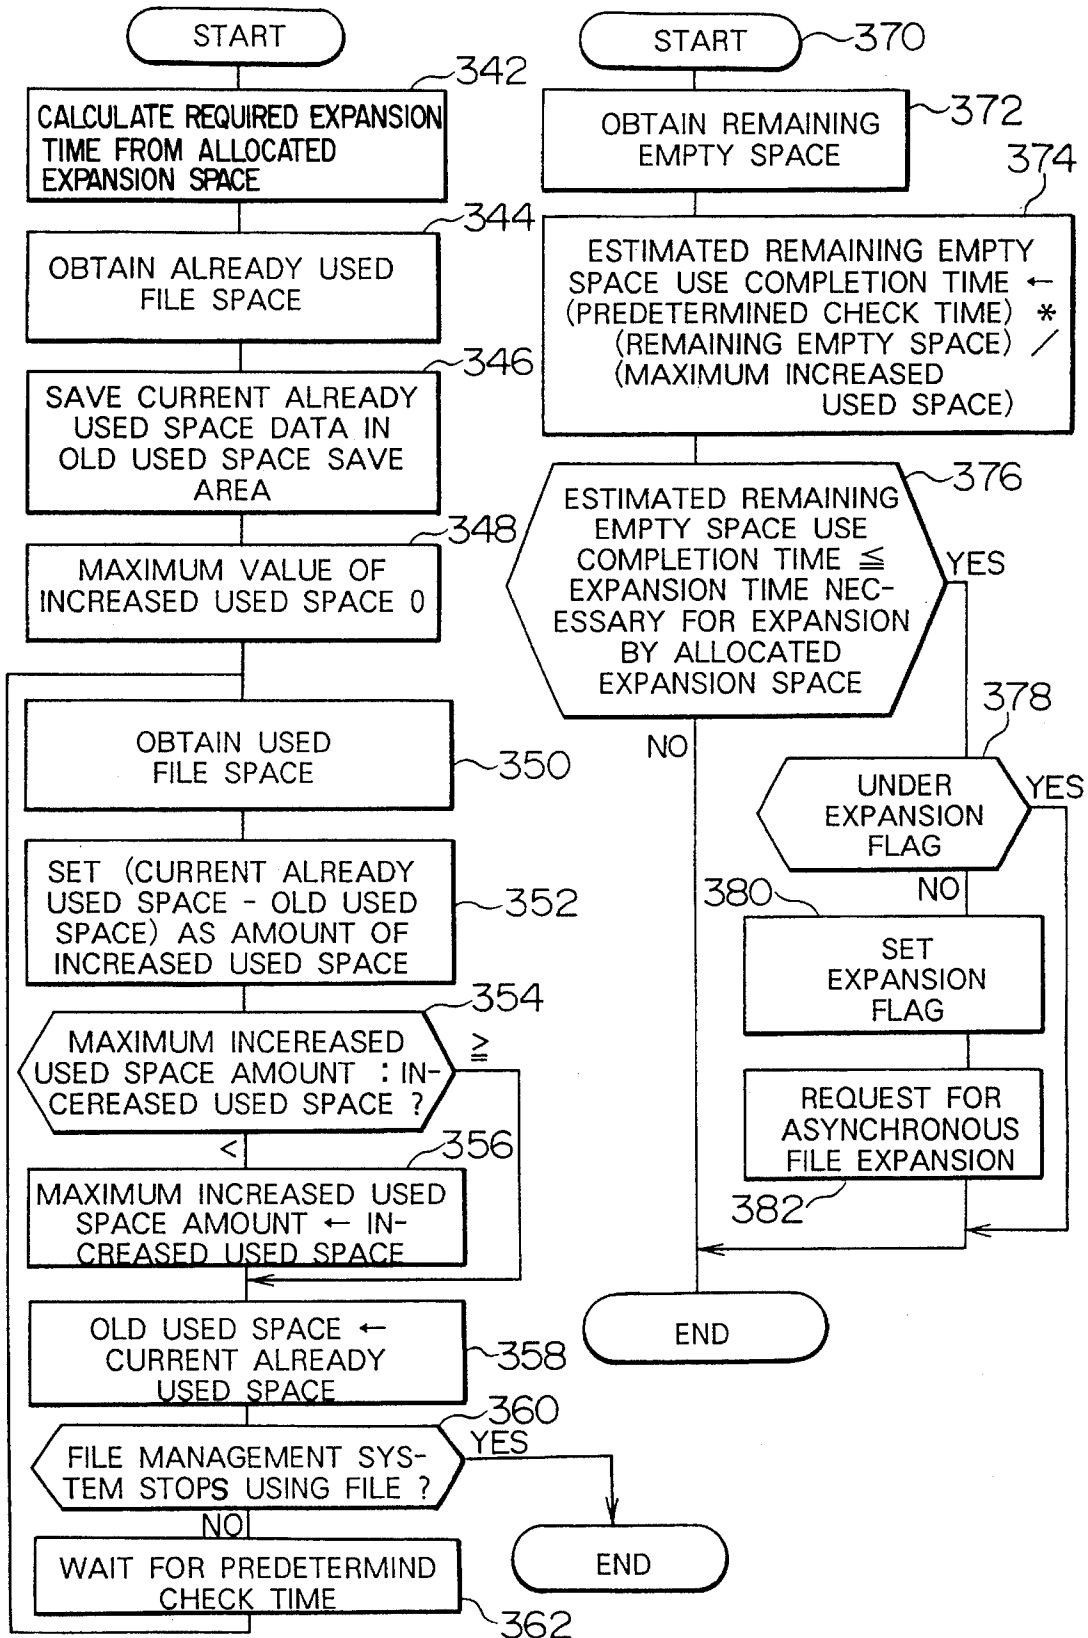 START
342
CALCULATE REQUIRED EXPANSION
TIME FROM ALLOCATED
EXPANSION SPACE
344
OBTAIN ALREADY USED
FILE SPACE
346
SAVE CURRENT ALREADY
USED SPACE DATA IN
OLD USED SPACE SAVE
AREA
348
MAXIMUM VALUE OF
INCREASED USED SPACE 0
OBTAIN USED
FILE SPACE
350
SET (CURRENT ALREADY
USED SPACE - OLD USED
SPACE) AS AMOUNT OF
INCREASED USED SPACE
352
354
MAXIMUM INCEREASED
USED SPACE AMOUNT : IN-
CEREASED USED SPACE ?
≧
<
356
MAXIMUM INCREASED USED
SPACE AMOUNT ← IN-
CREASED USED SPACE
OLD USED SPACE ←
CURRENT ALREADY
USED SPACE
358
360
FILE MANAGEMENT SYS-
TEM STOPS USING FILE ?
YES
NO
END
WAIT FOR PREDETERMIND
CHECK TIME
362
START
370
372
OBTAIN REMAINING
EMPTY SPACE
374
ESTIMATED REMAINING EMPTY
SPACE USE COMPLETION TIME ←
(PREDETERMINED CHECK TIME) *
(REMAINING EMPTY SPACE) /
(MAXIMUM INCREASED
USED SPACE)
376
ESTIMATED REMAINING
EMPTY SPACE USE
COMPLETION TIME ≦
EXPANSION TIME NEC-
ESSARY FOR EXPANSION
BY ALLOCATED
EXPANSION SPACE
YES
NO
378
UNDER
EXPANSION
FLAG
YES
NO
380
SET
EXPANSION
FLAG
REQUEST FOR
ASYNCHRONOUS
FILE EXPANSION
382
END